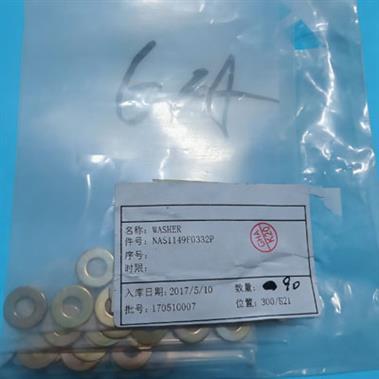 名称: WASHER
件号: NAS1149F0332P
序号:
时限:
入库日期: 2017/5/10 数量: 90
批号: 170510007 位置: 300/E21